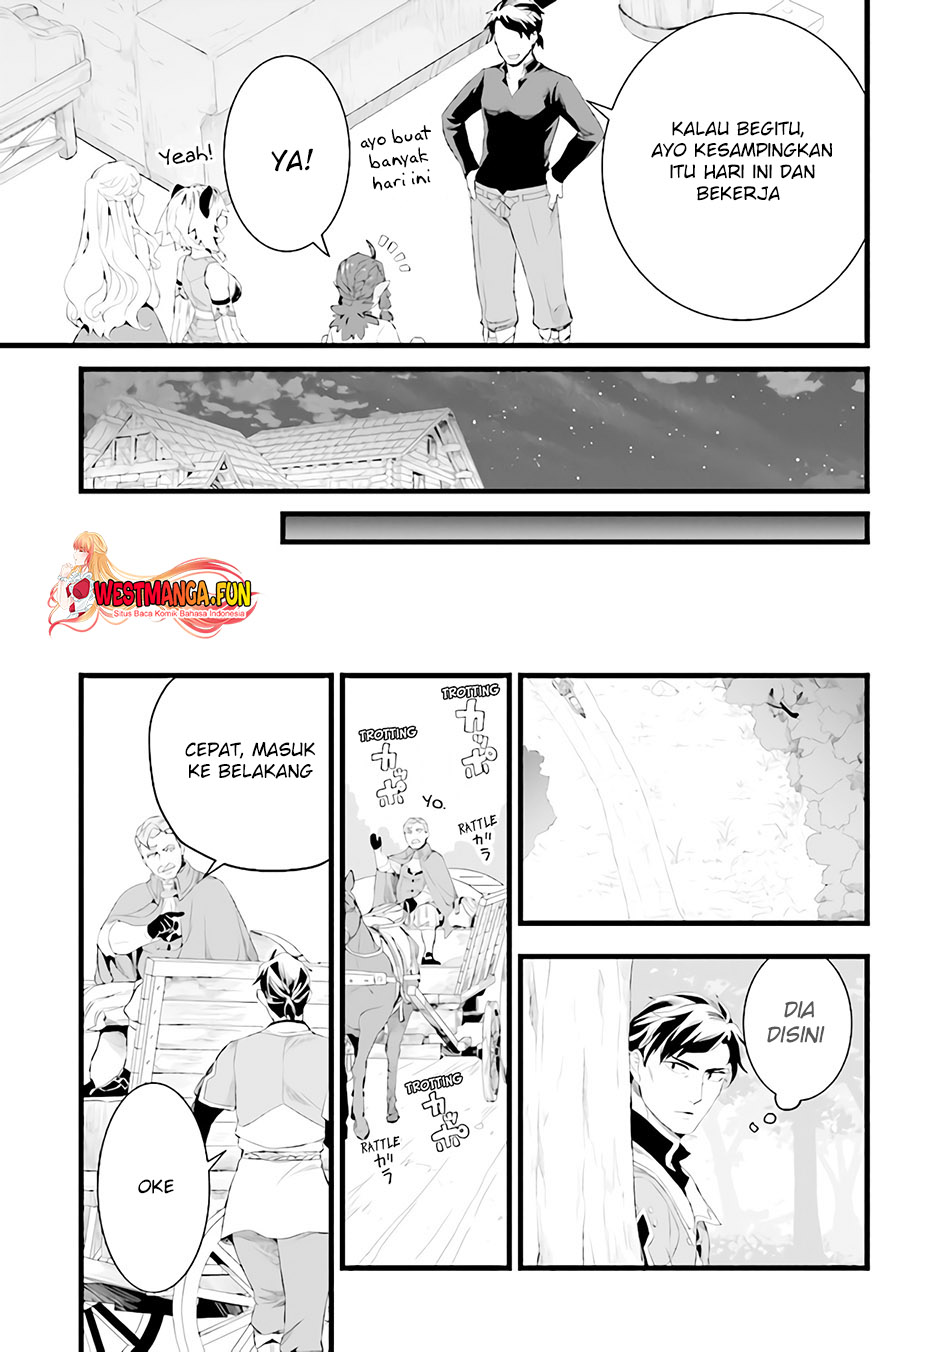 KALAU BEGITU,
AYO KESAMPINGKAN
ITU HARI INI DAN
BEKERJA
ayo buat
banyak
hari ini
YA!
Yeah!
WESTMANGA.FUN
Situs Baca Komik Bahasa Indonesia
DIA
DISINI
TROTTING
カッポ
TROTTING
カッポ
YO.
RATTLE
ガラ
TROTTING
カッポ
RATTLE
ガラ
CEPAT, MASUK
KE BELAKANG
OKE